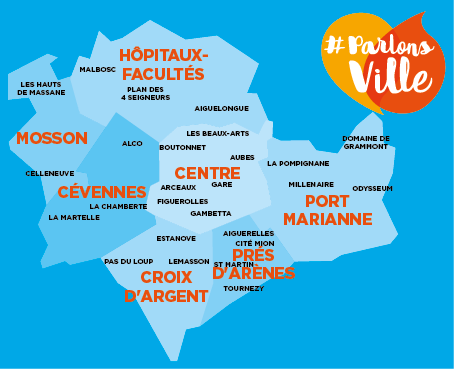 #Parlons
Ville
HÔPITAUX-
FACULTÉS
MALBOSC
PLAN DES
4 SEIGNEURS
LES HAUTS
DE MASSANE
AIGUELONGUE
MOSSON
CELLENEUVE
ALCO
CÉVENNES
LA CHAMBERTE
LA MARTELLE
LES BEAUX-ARTS
BOUTONNET
AUBES
CENTRE
ARCEAUX
GARE
FIGUEROLLES
GAMBETTA
DOMAINE DE
GRAMMONT
LA POMPIGNANE
MILLENAIRE
ODYSSEUM
PORT
MARIANNE
ESTANOVE
PAS DU LOUP
LEMASSON
CROIX
D'ARGENT
AIGUERELLES
CITÉ MION
PRÉS
D'ARÈNES
ST MARTIN
TOURNEZY